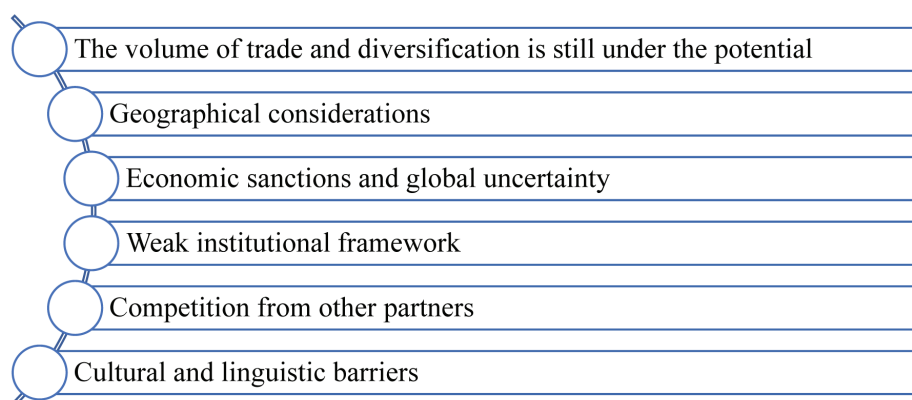 The volume of trade and diversification is still under the potential
Geographical considerations
Economic sanctions and global uncertainty
Weak institutional framework
Competition from other partners
Cultural and linguistic barriers